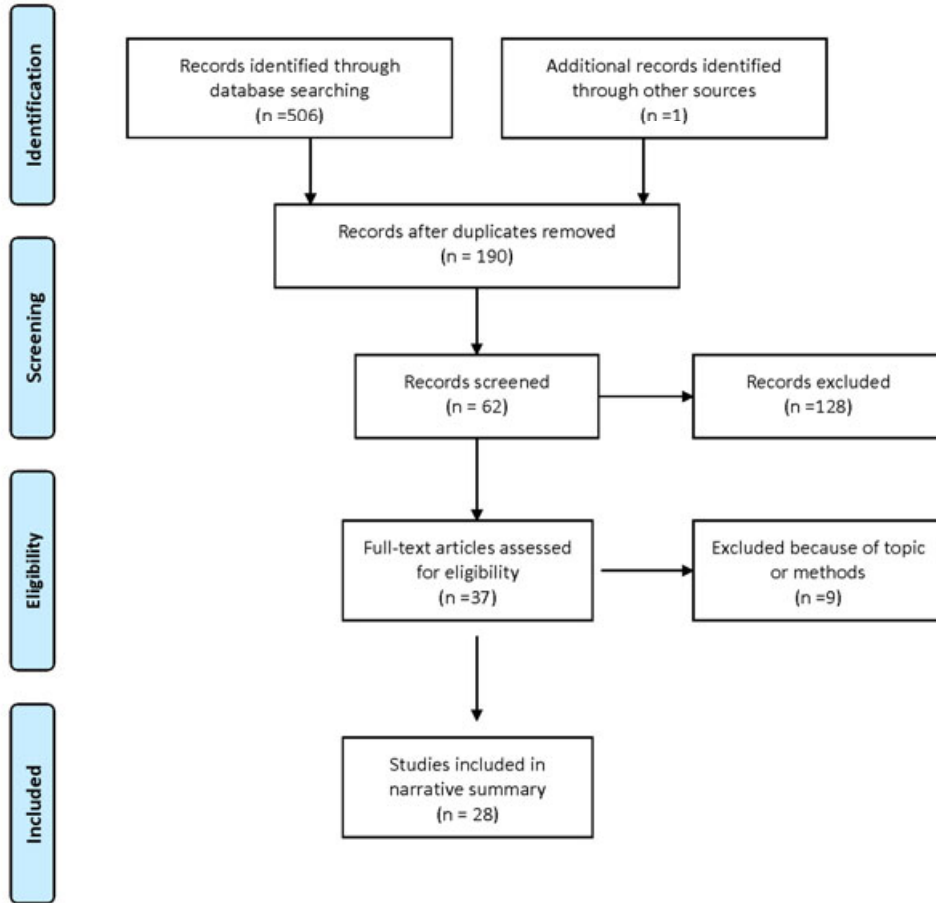 Identification
Records identified through
database searching
(n =506)
Additional records identified
through other sources
(n =1)
Records after duplicates removed
(n = 190)
Screening
Records screened
(n = 62)
Records excluded
(n =128)
Eligibility
Full-text articles assessed
for eligibility
(n =37)
Excluded because of topic
or methods
(n =9)
Included
Studies included in
narrative summary
(n = 28)